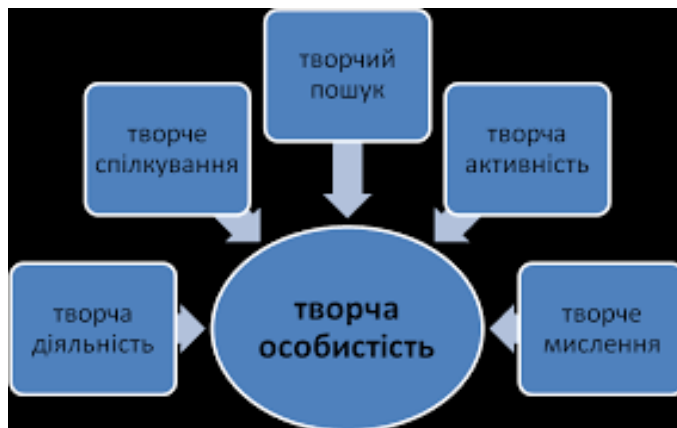 творчий
пошук
творче
спілкування
творча
активність
творча
діяльність
творча
особистість
творче
мислення